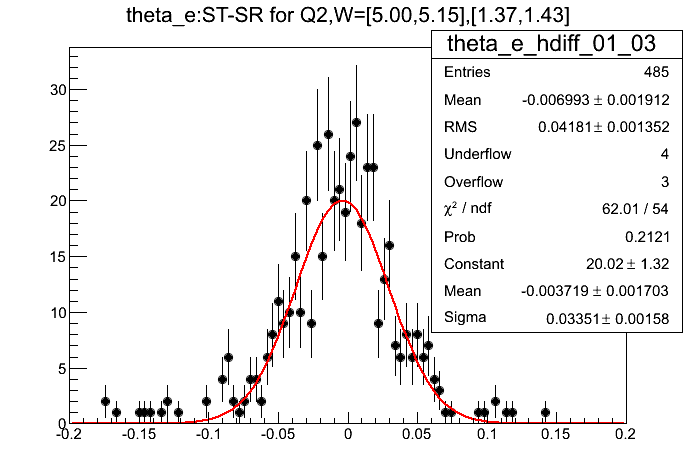 theta_e:ST-SR for Q2,W=[5.00,5.15],[1.37,1.43]
theta_e_hdiff_01_03
Entries 485
Mean -0.006993 ± 0.001912
RMS 0.04181 ± 0.001352
Underflow 4
Overflow 3
χ² / ndf 62.01 / 54
Prob 0.2121
Constant 20.02 ± 1.32
Mean -0.003719 ± 0.001703
Sigma 0.03351 ± 0.00158
30
25
20
15
10
5
0
-0.2 -0.15 -0.1 -0.05 0 0.05 0.1 0.15 0.2